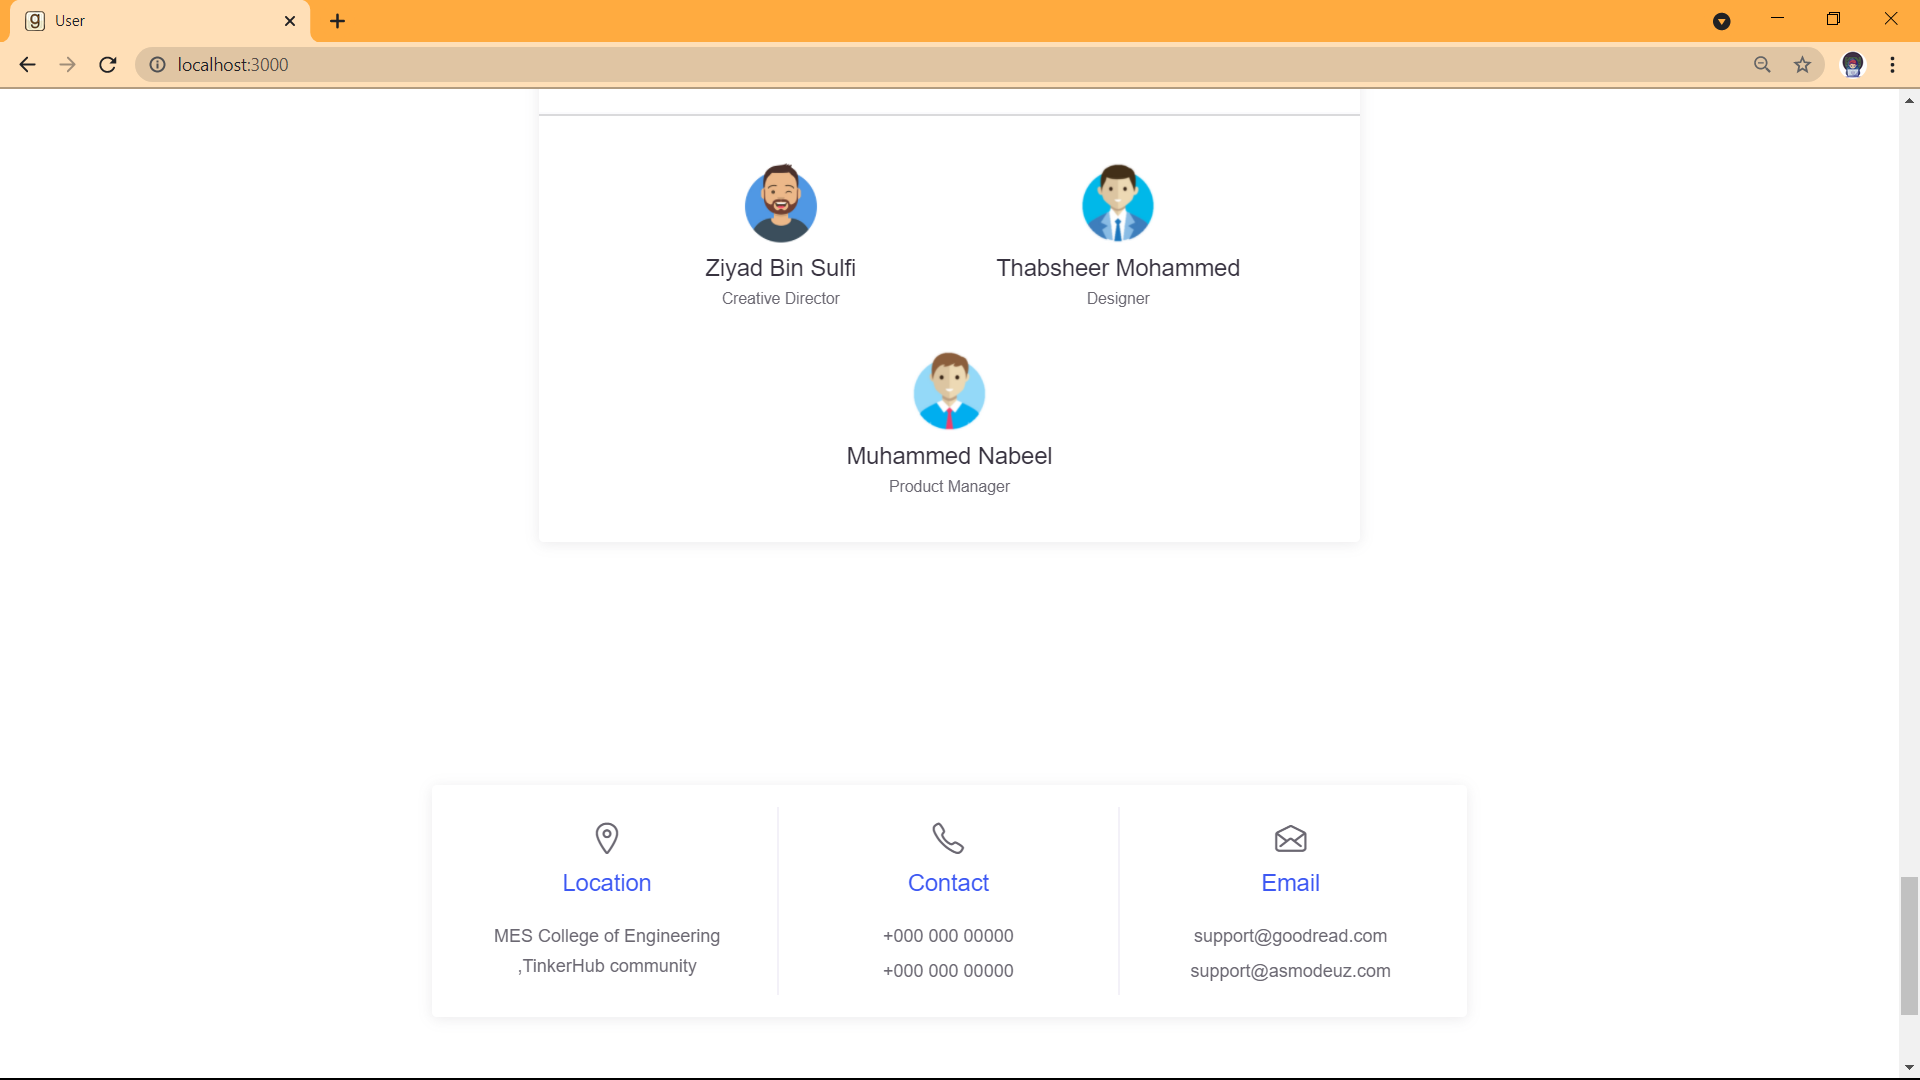 g User
localhost:3000
Ziyad Bin Sulfi
Creative Director
Thabsheer Mohammed
Designer
Muhammed Nabeel
Product Manager
Location
MES College of Engineering
,TinkerHub community
Contact
+000 000 00000
+000 000 00000
Email
support@goodread.com
support@asmodeuz.com